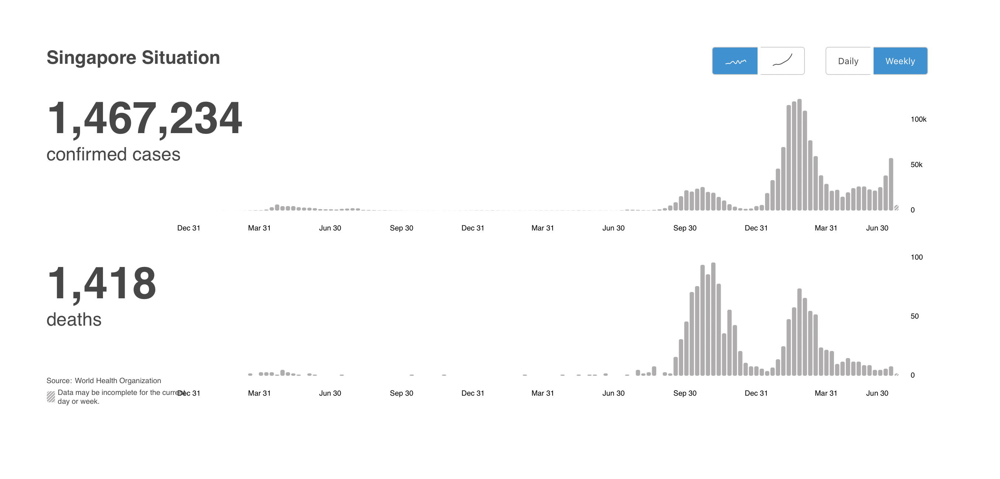 Singapore Situation
Daily Weekly
1,467,234
confirmed cases
100k
50k
0
Dec 31 Mar 31 Jun 30 Sep 30 Dec 31 Mar 31 Jun 30 Sep 30 Dec 31 Mar 31 Jun 30
1,418
deaths
100
50
0
Source: World Health Organization
Data may be incomplete for the current
day or week.
Dec 31 Mar 31 Jun 30 Sep 30 Dec 31 Mar 31 Jun 30 Sep 30 Dec 31 Mar 31 Jun 30